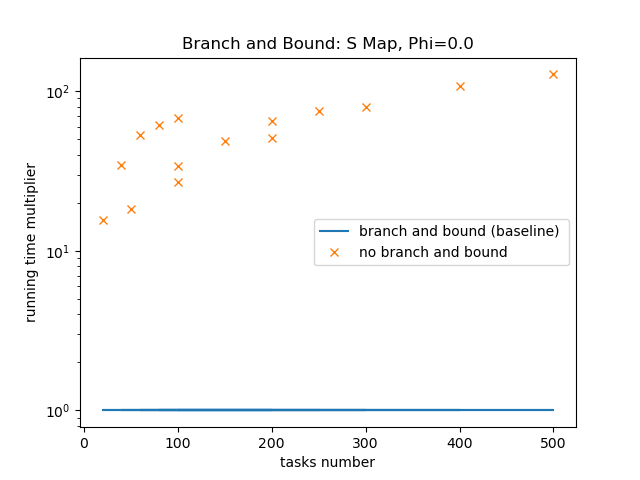 Branch and Bound: S Map, Phi=0.0
running time multiplier
10²
10¹
10⁰
branch and bound (baseline)
no branch and bound
0 100 200 300 400 500
tasks number